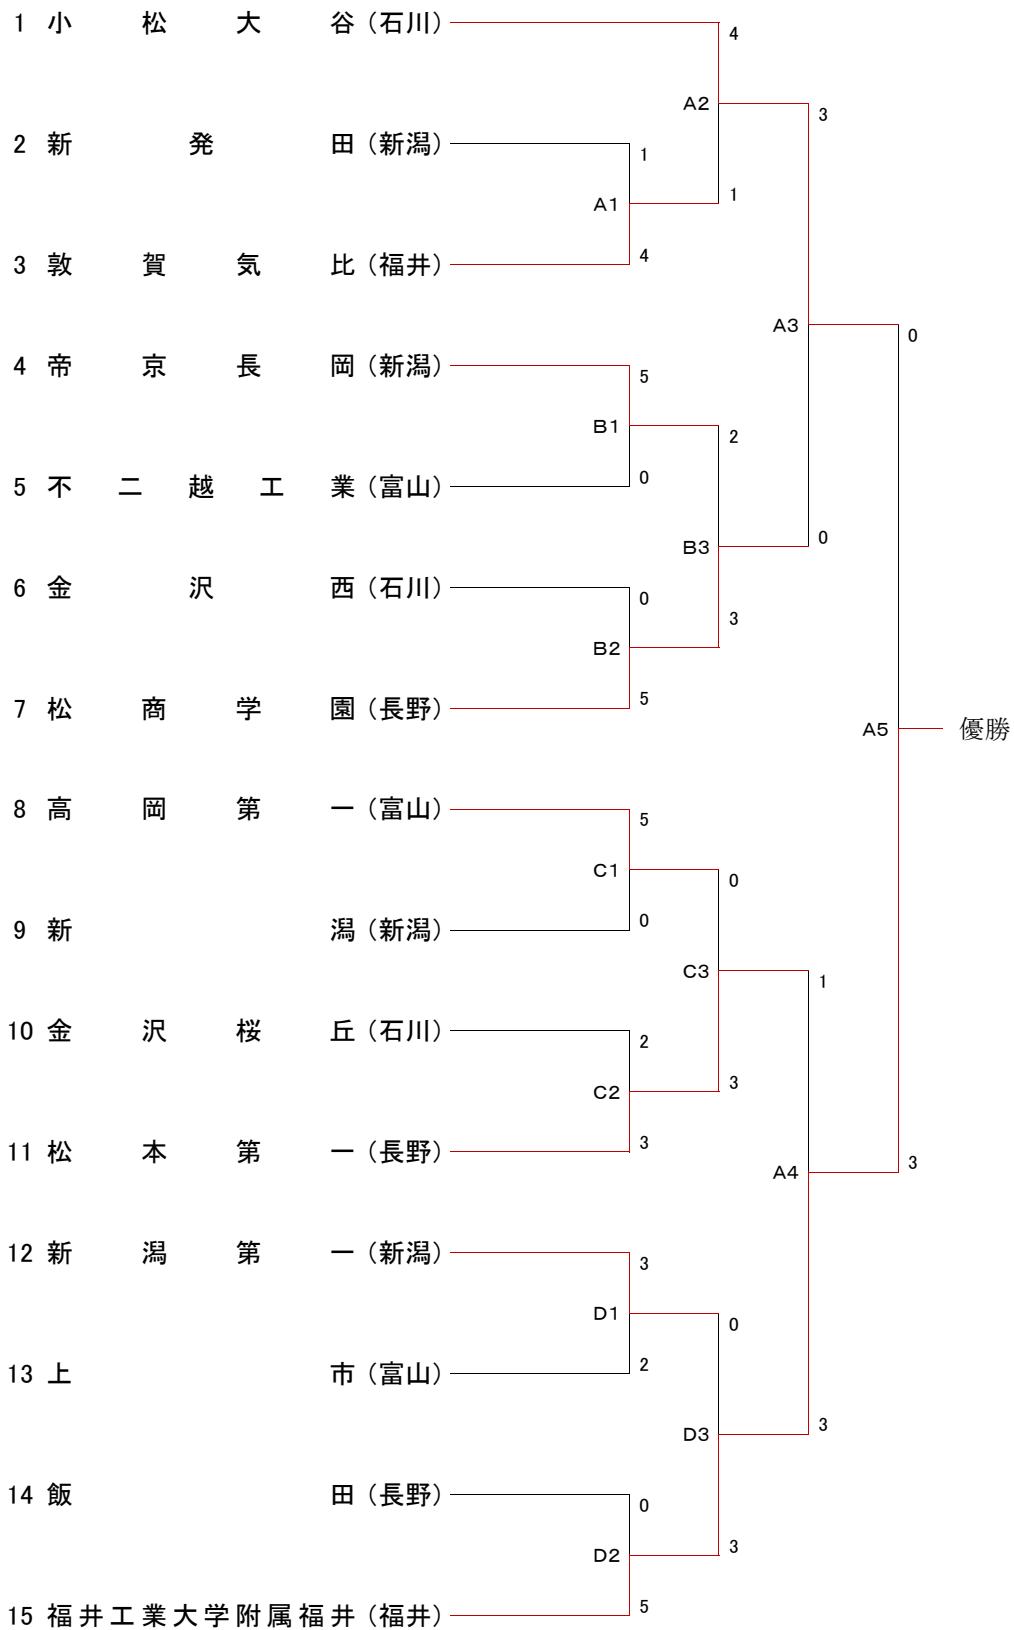 1 小松大谷（石川）
4
A2
3
2 新発田（新潟）
1
A1
1
3 敦賀気比（福井）
4
A3
0
4 帝京長岡（新潟）
5
B1
2
5 不二越工業（富山）
0
B3
0
6 金沢西（石川）
0
B2
3
7 松商学園（長野）
5
A5 優勝
8 高岡第一（富山）
5
C1
0
9 新潟（新潟）
0
C3
1
10 金沢桜丘（石川）
2
C2
3
11 松本第一（長野）
3
A4
3
12 新潟第一（新潟）
3
D1
0
13 上市（富山）
2
D3
3
14 飯田（長野）
0
D2
3
15 福井工業大学附属福井（福井）
5